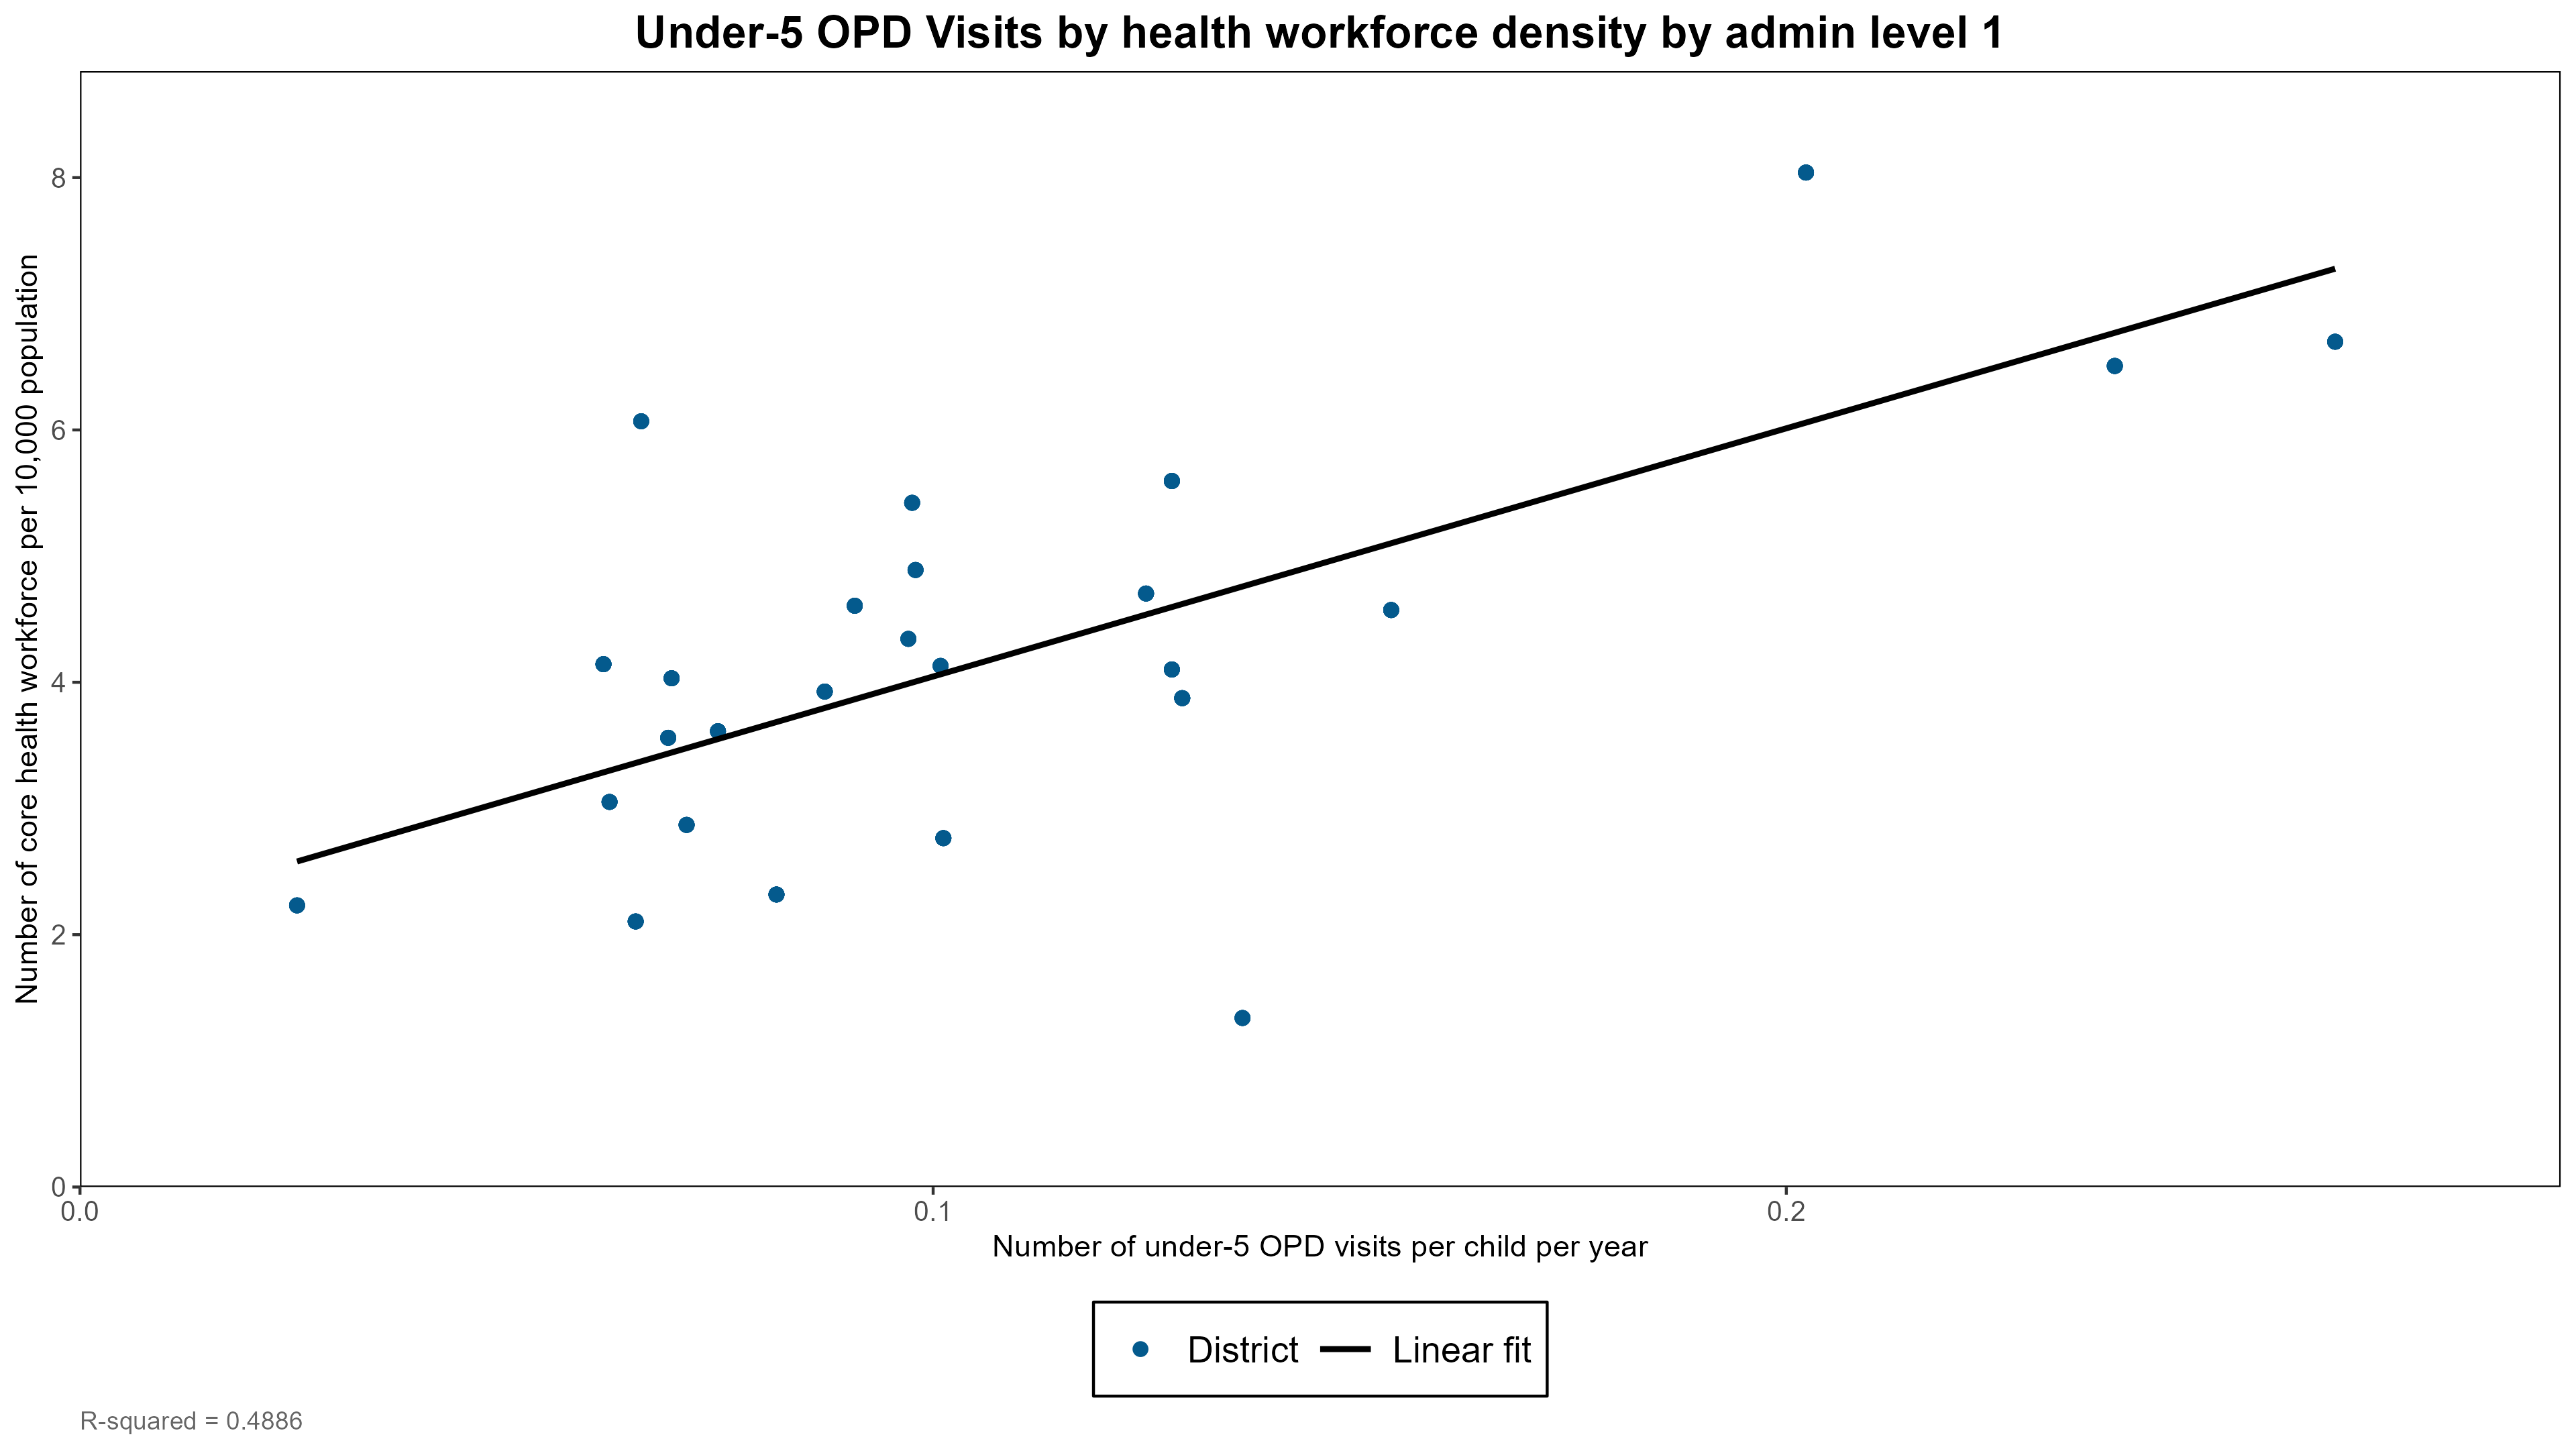 Under-5 OPD Visits by health workforce density by admin level 1
Number of core health workforce per 10,000 population
8
6
4
2
0
0.0
0.1
0.2
Number of under-5 OPD visits per child per year
District
Linear fit
R-squared = 0.4886